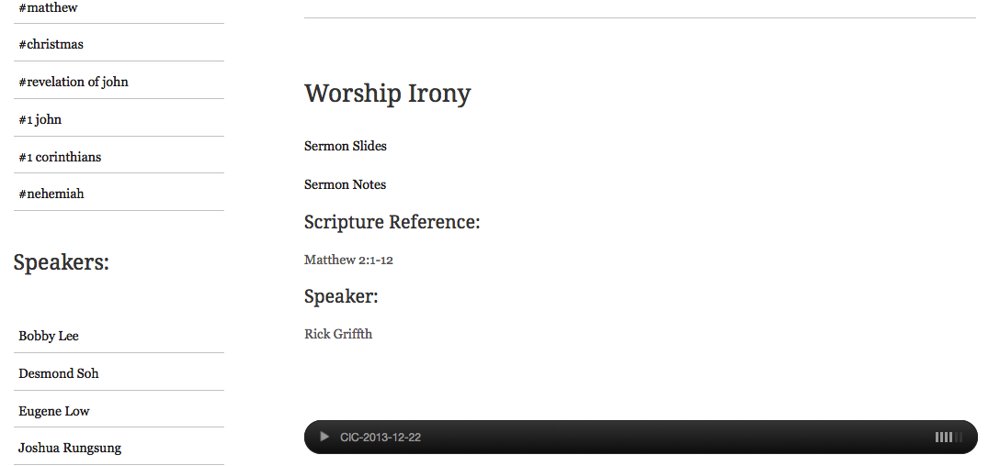 #matthew
#christmas
#revelation of john
#1 john
#1 corinthians
#nehemiah
Speakers:
Bobby Lee
Desmond Soh
Eugene Low
Joshua Rungsung
Worship Irony
Sermon Slides
Sermon Notes
Scripture Reference:
Matthew 2:1-12
Speaker:
Rick Griffth
CIC-2013-12-22